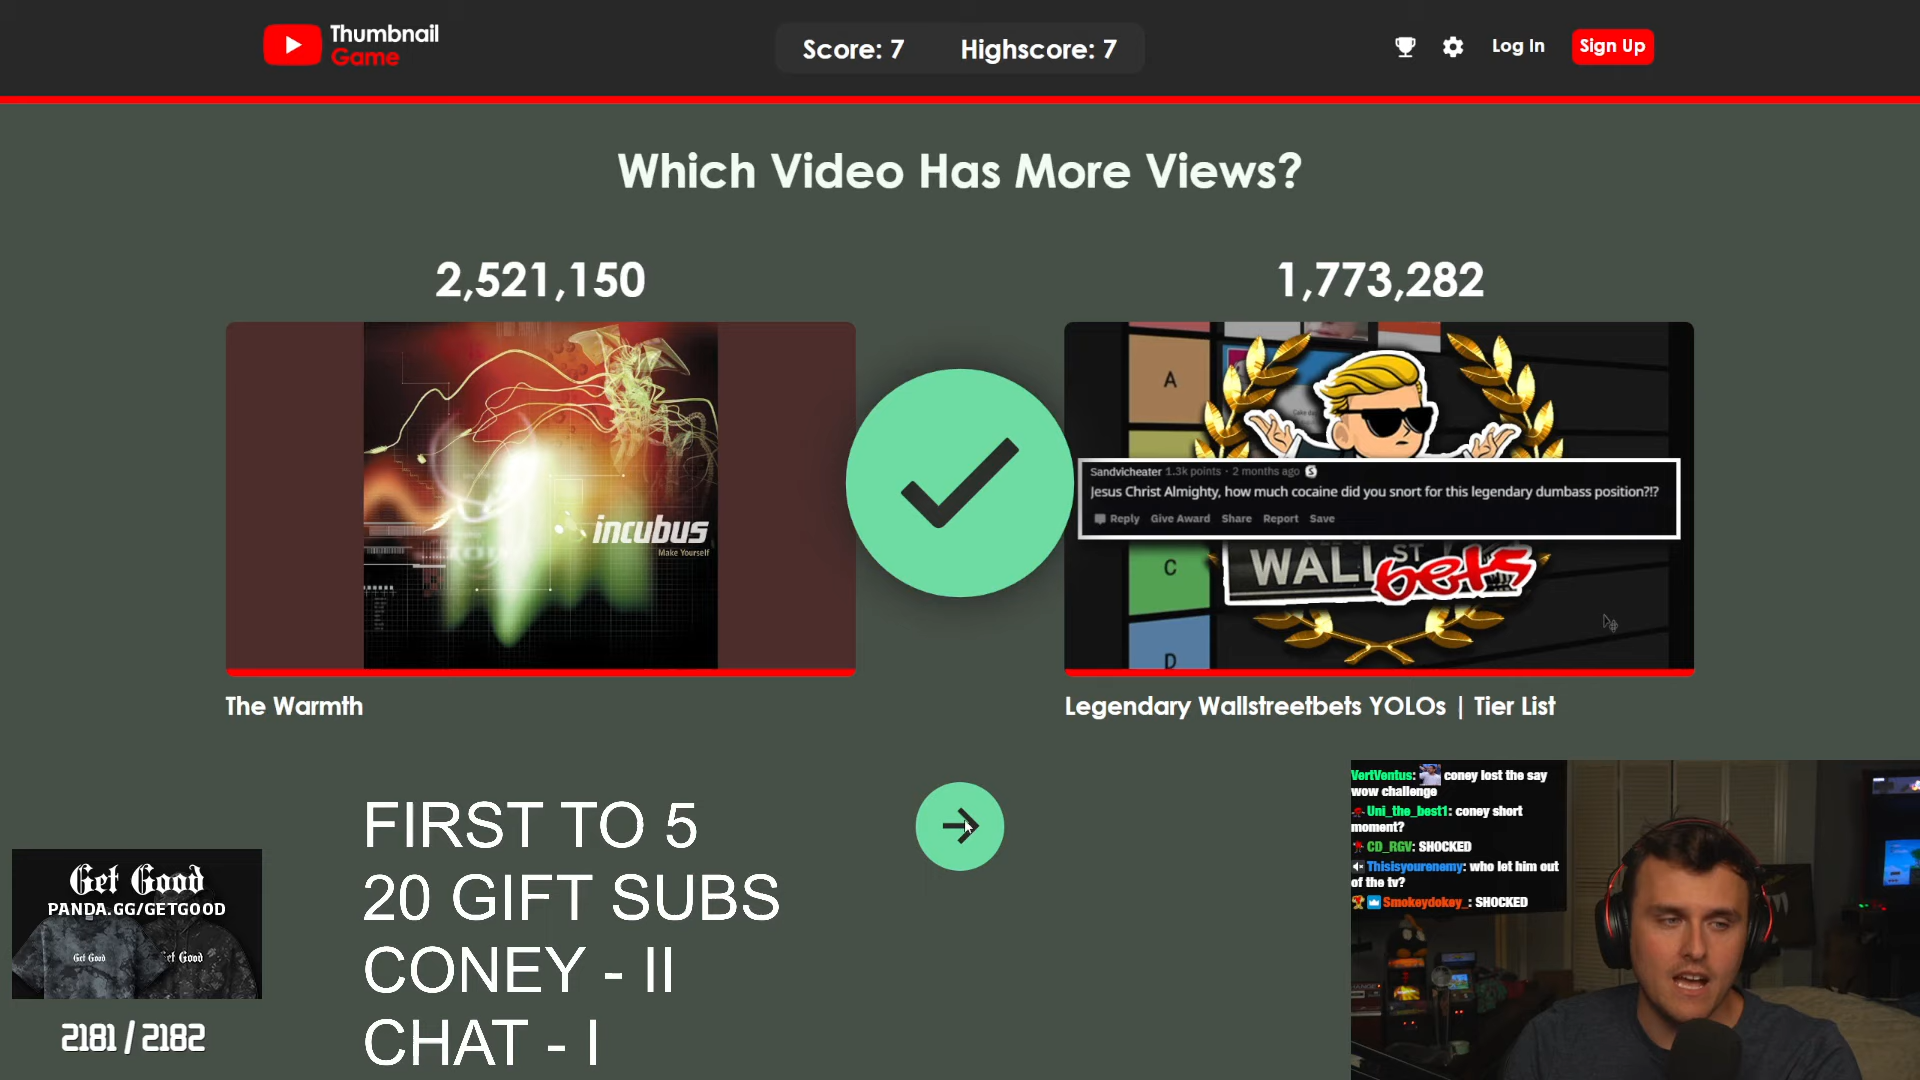 Thumbnail
Game
Score: 7
Highscore: 7
Log In
Sign Up
Which Video Has More Views?
2,521,150
1,773,282
incubus
Make Yourself
A
Sandvicheater 1.3k points · 2 months ago
Jesus Christ Almighty, how much cocaine did you snort for this legendary dumbass position?!?
Reply Give Award Share Report Save
C
WALL ST
bets
D
The Warmth
Legendary Wallstreetbets YOLOs | Tier List
FIRST TO 5
20 GIFT SUBS
CONEY - II
CHAT - I
Get Good
PANDA.GG/GETGOOD
Get Good
2181 / 2182
VertVentus: coney lost the say
wow challenge
Uni_the_best1: coney short
moment?
CD_RGV: SHOCKED
Thisisyourenemy: who let him out
of the tv?
Smokeydokey_: SHOCKED